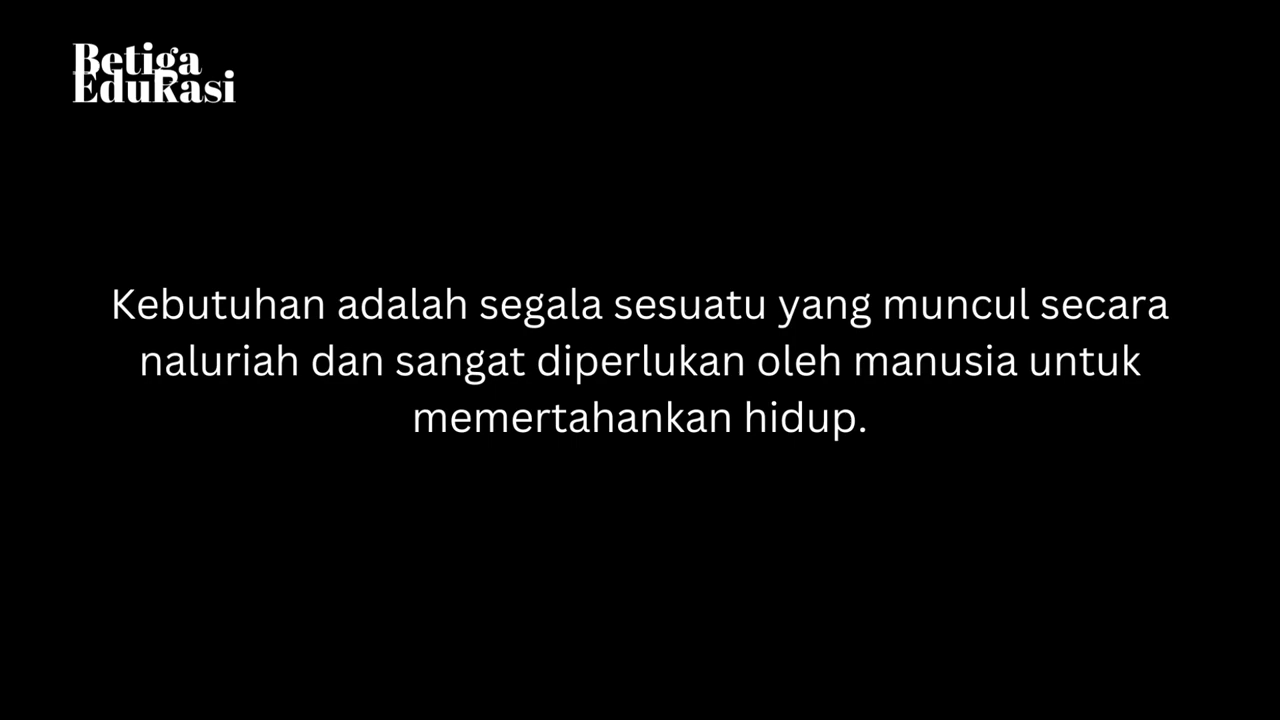 Betiga
Edukasi
Kebutuhan adalah segala sesuatu yang muncul secara
naluriah dan sangat diperlukan oleh manusia untuk
memertahankan hidup.